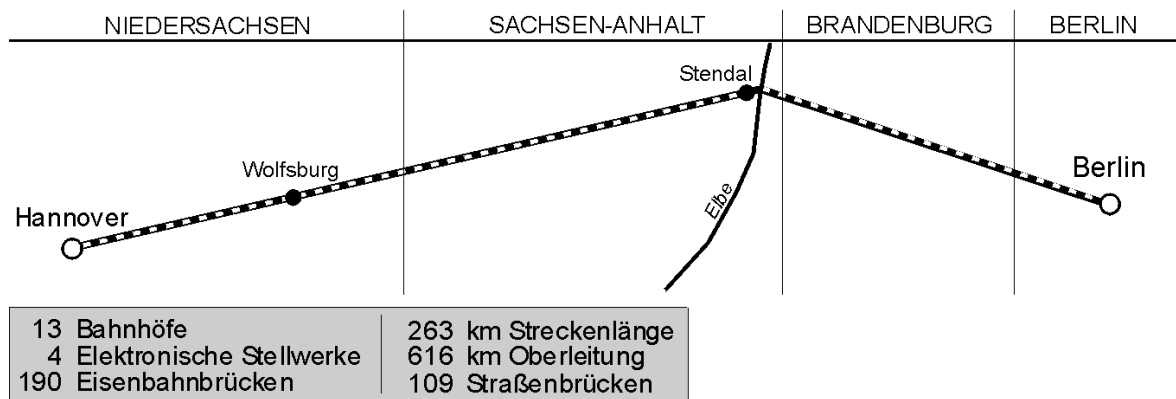 NIEDERSACHSEN SACHSEN-ANHALT BRANDENBURG BERLIN
Stendal
Wolfsburg
Berlin
Hannover
Elbe
13 Bahnhöfe
4 Elektronische Stellwerke
190 Eisenbahnbrücken
263 km Streckenlänge
616 km Oberleitung
109 Straßenbrücken